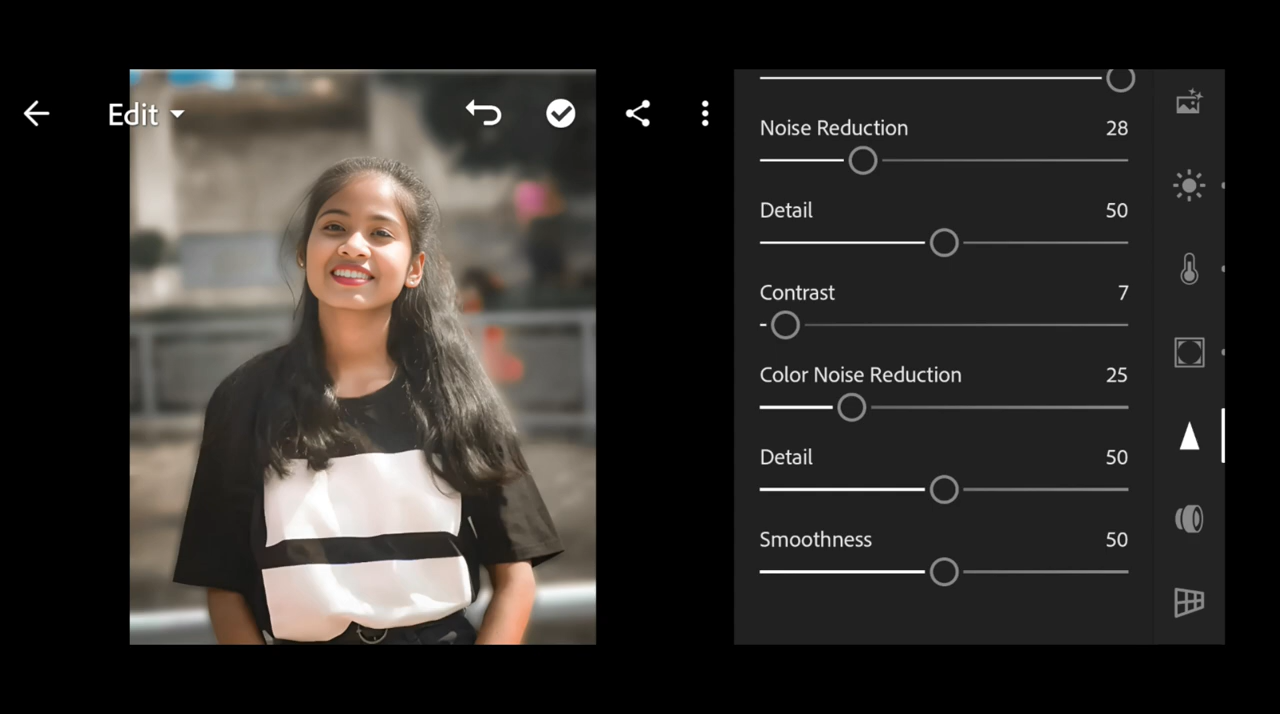 Edit
Noise Reduction 28
Detail 50
Contrast 7
Color Noise Reduction 25
Detail 50
Smoothness 50